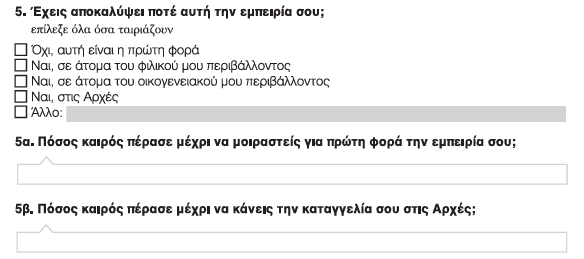 5. Έχεις αποκαλύψει ποτέ αυτή την εμπειρία σου;
επίλεξε όλα όσα ταιριάζουν
Όχι, αυτή είναι η πρώτη φορά
Ναι, σε άτομα του φιλικού μου περιβάλλοντος
Ναι, σε άτομα του οικογενειακού μου περιβάλλοντος
Ναι, στις Αρχές
Άλλο:
5α. Πόσος καιρός πέρασε μέχρι να μοιραστείς για πρώτη φορά την εμπειρία σου;
5β. Πόσος καιρός πέρασε μέχρι να κάνεις την καταγγελία σου στις Αρχές;